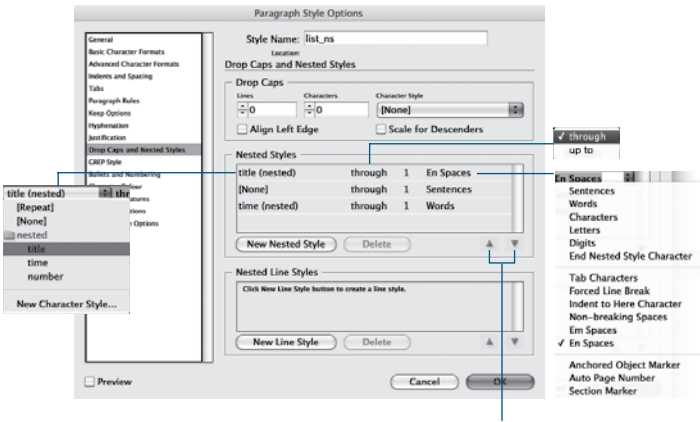 Paragraph Style Options
Style Name: list_ns
Location:
General
Basic Character Formats
Advanced Character Formats
Indents and Spacing
Tabs
Paragraph Rules
Keep Options
Hyphenation
Justification
Drop Caps and Nested Styles
GREP Style
Bullets and Numbering
Drop Caps and Nested Styles
Drop Caps
Lines Characters Character Style
0 0 [None]
Align Left Edge Scale for Descenders
Nested Styles
title (nested) through 1 En Spaces
[None] through 1 Sentences
time (nested) through 1 Words
New Nested Style Delete
Nested Line Styles
Click New Line Style button to create a line style.
New Line Style Delete
Preview
Cancel OK
title (nested) thr
[Repeat]
[None]
nested
title
time
number
New Character Style...
✓ through
up to
En Spaces
Sentences
Words
Characters
Letters
Digits
End Nested Style Character
Tab Characters
Forced Line Break
Indent to Here Character
Non-breaking Spaces
Em Spaces
✓ En Spaces
Anchored Object Marker
Auto Page Number
Section Marker